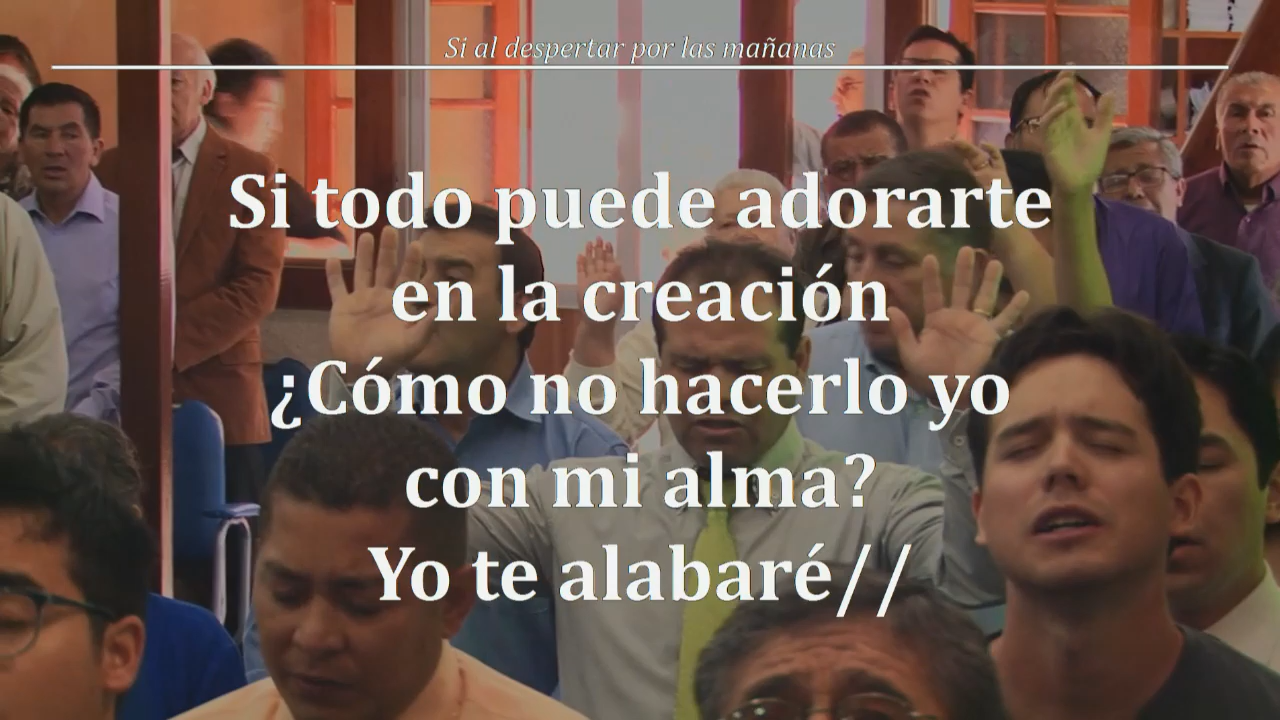 Si al despertar por las mañanas
Si todo puede adorarte
en la creación
¿Cómo no hacerlo yo
con mi alma?
Yo te alabaré//